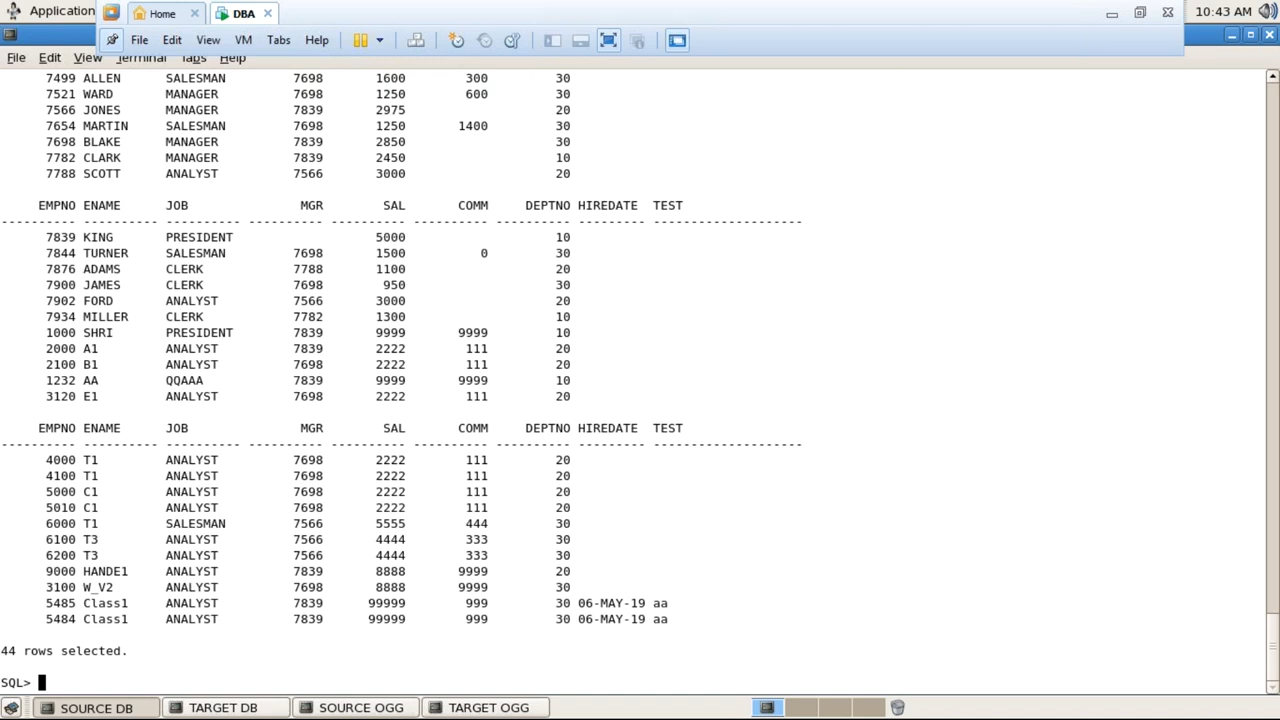 Application
Home
DBA
10:43 AM
File Edit View VM Tabs Help
File Edit View Terminal Tabs Help
7499 ALLEN SALESMAN 7698 1600 300 30
7521 WARD MANAGER 7698 1250 600 30
7566 JONES MANAGER 7839 2975 20
7654 MARTIN SALESMAN 7698 1250 1400 30
7698 BLAKE MANAGER 7839 2850 30
7782 CLARK MANAGER 7839 2450 10
7788 SCOTT ANALYST 7566 3000 20
EMPNO ENAME JOB MGR SAL COMM DEPTNO HIREDATE TEST
---------- ---------- ---------- ---------- ---------- ---------- ---------- --------- --------------------
7839 KING PRESIDENT 5000 10
7844 TURNER SALESMAN 7698 1500 0 30
7876 ADAMS CLERK 7788 1100 20
7900 JAMES CLERK 7698 950 30
7902 FORD ANALYST 7566 3000 20
7934 MILLER CLERK 7782 1300 10
1000 SHRI PRESIDENT 7839 9999 9999 10
2000 A1 ANALYST 7839 2222 111 20
2100 B1 ANALYST 7698 2222 111 20
1232 AA QQAAA 7839 9999 9999 10
3120 E1 ANALYST 7698 2222 111 20
EMPNO ENAME JOB MGR SAL COMM DEPTNO HIREDATE TEST
---------- ---------- ---------- ---------- ---------- ---------- ---------- --------- --------------------
4000 T1 ANALYST 7698 2222 111 20
4100 T1 ANALYST 7698 2222 111 20
5000 C1 ANALYST 7698 2222 111 20
5010 C1 ANALYST 7698 2222 111 20
6000 T1 SALESMAN 7566 5555 444 30
6100 T3 ANALYST 7566 4444 333 30
6200 T3 ANALYST 7566 4444 333 30
9000 HANDE1 ANALYST 7839 8888 9999 20
3100 W_V2 ANALYST 7698 8888 9999 30
5485 Class1 ANALYST 7839 99999 999 30 06-MAY-19 aa
5484 Class1 ANALYST 7839 99999 999 30 06-MAY-19 aa
44 rows selected.
SQL>
SOURCE DB TARGET DB SOURCE OGG TARGET OGG